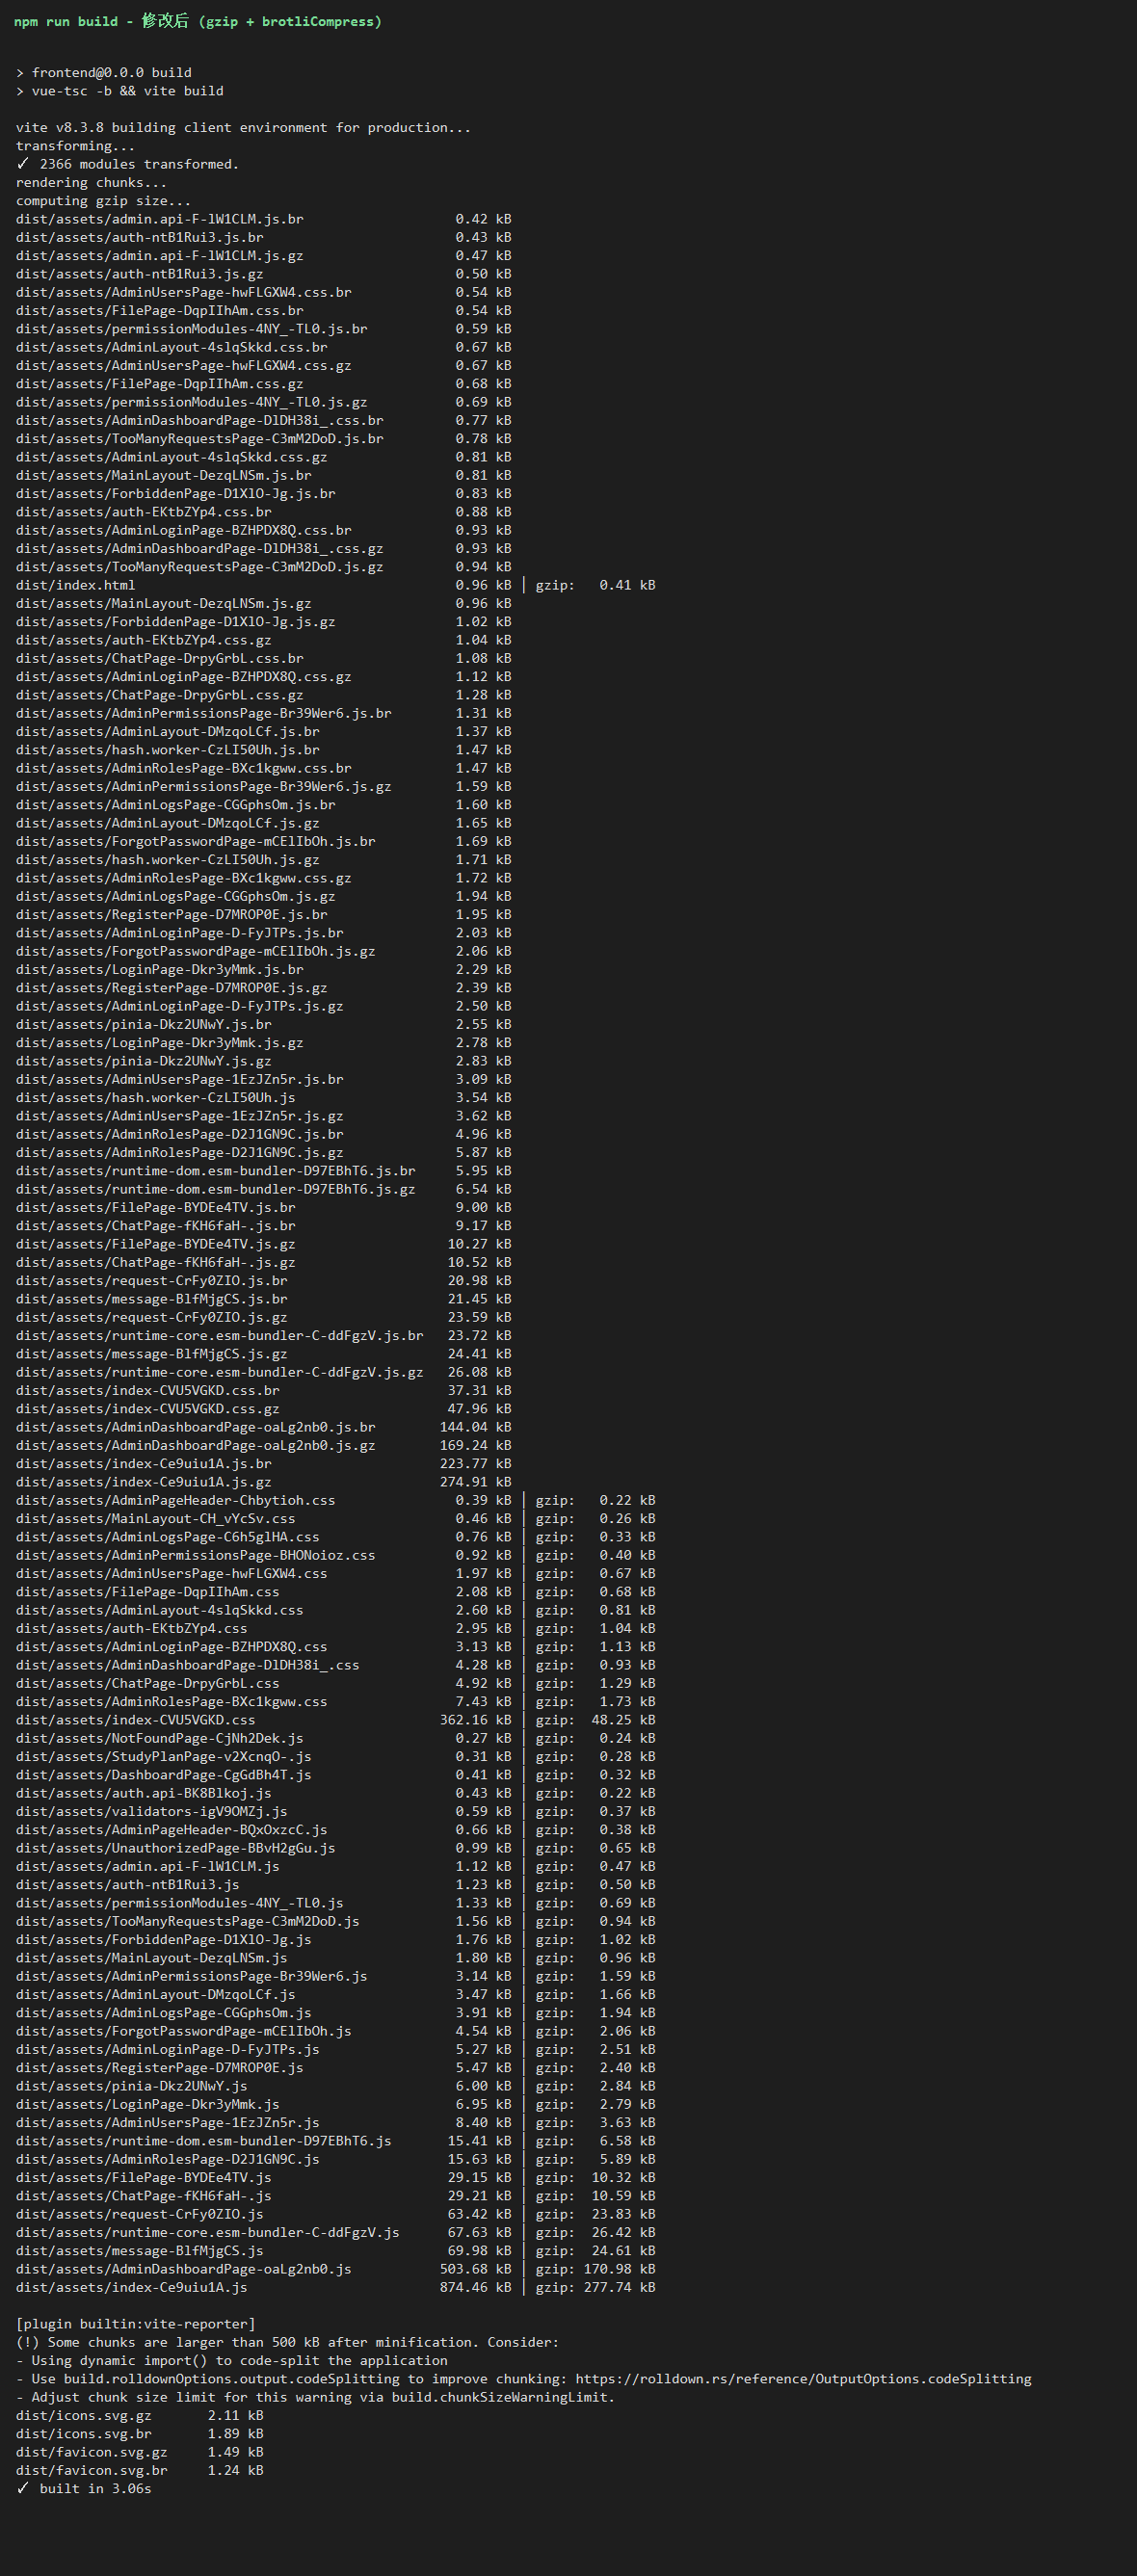 npm run build - 修改后 (gzip + brotliCompress)
> frontend@0.0.0 build
> vue-tsc -b && vite build
vite v8.3.8 building client environment for production...
transforming...
✓ 2366 modules transformed.
rendering chunks...
computing gzip size...
dist/assets/admin.api-F-lW1CLM.js.br 0.42 kB
dist/assets/auth-ntB1Rui3.js.br 0.43 kB
dist/assets/admin.api-F-lW1CLM.js.gz 0.47 kB
dist/assets/auth-ntB1Rui3.js.gz 0.50 kB
dist/assets/AdminUsersPage-hwFLGXW4.css.br 0.54 kB
dist/assets/FilePage-DqpIIhAm.css.br 0.54 kB
dist/assets/permissionModules-4NY_-TL0.js.br 0.59 kB
dist/assets/AdminLayout-4slqSkkd.css.br 0.67 kB
dist/assets/AdminUsersPage-hwFLGXW4.css.gz 0.67 kB
dist/assets/FilePage-DqpIIhAm.css.gz 0.68 kB
dist/assets/permissionModules-4NY_-TL0.js.gz 0.69 kB
dist/assets/AdminDashboardPage-DlDH38i_.css.br 0.77 kB
dist/assets/TooManyRequestsPage-C3mM2DoD.js.br 0.78 kB
dist/assets/AdminLayout-4slqSkkd.css.gz 0.81 kB
dist/assets/MainLayout-DezqLNSm.js.br 0.81 kB
dist/assets/ForbiddenPage-D1XlO-Jg.js.br 0.83 kB
dist/assets/auth-EKtbZYp4.css.br 0.88 kB
dist/assets/AdminLoginPage-BZHPDX8Q.css.br 0.93 kB
dist/assets/AdminDashboardPage-DlDH38i_.css.gz 0.93 kB
dist/assets/TooManyRequestsPage-C3mM2DoD.js.gz 0.94 kB
dist/index.html 0.96 kB │ gzip: 0.41 kB
dist/assets/MainLayout-DezqLNSm.js.gz 0.96 kB
dist/assets/ForbiddenPage-D1XlO-Jg.js.gz 1.02 kB
dist/assets/auth-EKtbZYp4.css.gz 1.04 kB
dist/assets/ChatPage-DrpyGrbL.css.br 1.08 kB
dist/assets/AdminLoginPage-BZHPDX8Q.css.gz 1.12 kB
dist/assets/ChatPage-DrpyGrbL.css.gz 1.28 kB
dist/assets/AdminPermissionsPage-Br39Wer6.js.br 1.31 kB
dist/assets/AdminLayout-DMzqoLCf.js.br 1.37 kB
dist/assets/hash.worker-CzLI50Uh.js.br 1.47 kB
dist/assets/AdminRolesPage-BXc1kgww.css.br 1.47 kB
dist/assets/AdminPermissionsPage-Br39Wer6.js.gz 1.59 kB
dist/assets/AdminLogsPage-CGGphsOm.js.br 1.60 kB
dist/assets/AdminLayout-DMzqoLCf.js.gz 1.65 kB
dist/assets/ForgotPasswordPage-mCElIbOh.js.br 1.69 kB
dist/assets/hash.worker-CzLI50Uh.js.gz 1.71 kB
dist/assets/AdminRolesPage-BXc1kgww.css.gz 1.72 kB
dist/assets/AdminLogsPage-CGGphsOm.js.gz 1.94 kB
dist/assets/RegisterPage-D7MROP0E.js.br 1.95 kB
dist/assets/AdminLoginPage-D-FyJTPs.js.br 2.03 kB
dist/assets/ForgotPasswordPage-mCElIbOh.js.gz 2.06 kB
dist/assets/LoginPage-Dkr3yMmk.js.br 2.29 kB
dist/assets/RegisterPage-D7MROP0E.js.gz 2.39 kB
dist/assets/AdminLoginPage-D-FyJTPs.js.gz 2.50 kB
dist/assets/pinia-Dkz2UNwY.js.br 2.55 kB
dist/assets/LoginPage-Dkr3yMmk.js.gz 2.78 kB
dist/assets/pinia-Dkz2UNwY.js.gz 2.83 kB
dist/assets/AdminUsersPage-1EzJZn5r.js.br 3.09 kB
dist/assets/hash.worker-CzLI50Uh.js 3.54 kB
dist/assets/AdminUsersPage-1EzJZn5r.js.gz 3.62 kB
dist/assets/AdminRolesPage-D2J1GN9C.js.br 4.96 kB
dist/assets/AdminRolesPage-D2J1GN9C.js.gz 5.87 kB
dist/assets/runtime-dom.esm-bundler-D97EBhT6.js.br 5.95 kB
dist/assets/runtime-dom.esm-bundler-D97EBhT6.js.gz 6.54 kB
dist/assets/FilePage-BYDEe4TV.js.br 9.00 kB
dist/assets/ChatPage-fKH6faH-.js.br 9.17 kB
dist/assets/FilePage-BYDEe4TV.js.gz 10.27 kB
dist/assets/ChatPage-fKH6faH-.js.gz 10.52 kB
dist/assets/request-CrFy0ZIO.js.br 20.98 kB
dist/assets/message-BlfMjgCS.js.br 21.45 kB
dist/assets/request-CrFy0ZIO.js.gz 23.59 kB
dist/assets/runtime-core.esm-bundler-C-ddFgzV.js.br 23.72 kB
dist/assets/message-BlfMjgCS.js.gz 24.41 kB
dist/assets/runtime-core.esm-bundler-C-ddFgzV.js.gz 26.08 kB
dist/assets/index-CVU5VGKD.css.br 37.31 kB
dist/assets/index-CVU5VGKD.css.gz 47.96 kB
dist/assets/AdminDashboardPage-oaLg2nb0.js.br 144.04 kB
dist/assets/AdminDashboardPage-oaLg2nb0.js.gz 169.24 kB
dist/assets/index-Ce9uiu1A.js.br 223.77 kB
dist/assets/index-Ce9uiu1A.js.gz 274.91 kB
dist/assets/AdminPageHeader-Chbytioh.css 0.39 kB │ gzip: 0.22 kB
dist/assets/MainLayout-CH_vYcSv.css 0.46 kB │ gzip: 0.26 kB
dist/assets/AdminLogsPage-C6h5glHA.css 0.76 kB │ gzip: 0.33 kB
dist/assets/AdminPermissionsPage-BHONoioz.css 0.92 kB │ gzip: 0.40 kB
dist/assets/AdminUsersPage-hwFLGXW4.css 1.97 kB │ gzip: 0.67 kB
dist/assets/FilePage-DqpIIhAm.css 2.08 kB │ gzip: 0.68 kB
dist/assets/AdminLayout-4slqSkkd.css 2.60 kB │ gzip: 0.81 kB
dist/assets/auth-EKtbZYp4.css 2.95 kB │ gzip: 1.04 kB
dist/assets/AdminLoginPage-BZHPDX8Q.css 3.13 kB │ gzip: 1.13 kB
dist/assets/AdminDashboardPage-DlDH38i_.css 4.28 kB │ gzip: 0.93 kB
dist/assets/ChatPage-DrpyGrbL.css 4.92 kB │ gzip: 1.29 kB
dist/assets/AdminRolesPage-BXc1kgww.css 7.43 kB │ gzip: 1.73 kB
dist/assets/index-CVU5VGKD.css 362.16 kB │ gzip: 48.25 kB
dist/assets/NotFoundPage-CjNh2Dek.js 0.27 kB │ gzip: 0.24 kB
dist/assets/StudyPlanPage-v2XcnqO-.js 0.31 kB │ gzip: 0.28 kB
dist/assets/DashboardPage-CgGdBh4T.js 0.41 kB │ gzip: 0.32 kB
dist/assets/auth.api-BK8Blkoj.js 0.43 kB │ gzip: 0.22 kB
dist/assets/validators-igV9OMZj.js 0.59 kB │ gzip: 0.37 kB
dist/assets/AdminPageHeader-BQxOxzcC.js 0.66 kB │ gzip: 0.38 kB
dist/assets/UnauthorizedPage-BBvH2gGu.js 0.99 kB │ gzip: 0.65 kB
dist/assets/admin.api-F-lW1CLM.js 1.12 kB │ gzip: 0.47 kB
dist/assets/auth-ntB1Rui3.js 1.23 kB │ gzip: 0.50 kB
dist/assets/permissionModules-4NY_-TL0.js 1.33 kB │ gzip: 0.69 kB
dist/assets/TooManyRequestsPage-C3mM2DoD.js 1.56 kB │ gzip: 0.94 kB
dist/assets/ForbiddenPage-D1XlO-Jg.js 1.76 kB │ gzip: 1.02 kB
dist/assets/MainLayout-DezqLNSm.js 1.80 kB │ gzip: 0.96 kB
dist/assets/AdminPermissionsPage-Br39Wer6.js 3.14 kB │ gzip: 1.59 kB
dist/assets/AdminLayout-DMzqoLCf.js 3.47 kB │ gzip: 1.66 kB
dist/assets/AdminLogsPage-CGGphsOm.js 3.91 kB │ gzip: 1.94 kB
dist/assets/ForgotPasswordPage-mCElIbOh.js 4.54 kB │ gzip: 2.06 kB
dist/assets/AdminLoginPage-D-FyJTPs.js 5.27 kB │ gzip: 2.51 kB
dist/assets/RegisterPage-D7MROP0E.js 5.47 kB │ gzip: 2.40 kB
dist/assets/pinia-Dkz2UNwY.js 6.00 kB │ gzip: 2.84 kB
dist/assets/LoginPage-Dkr3yMmk.js 6.95 kB │ gzip: 2.79 kB
dist/assets/AdminUsersPage-1EzJZn5r.js 8.40 kB │ gzip: 3.63 kB
dist/assets/runtime-dom.esm-bundler-D97EBhT6.js 15.41 kB │ gzip: 6.58 kB
dist/assets/AdminRolesPage-D2J1GN9C.js 15.63 kB │ gzip: 5.89 kB
dist/assets/FilePage-BYDEe4TV.js 29.15 kB │ gzip: 10.32 kB
dist/assets/ChatPage-fKH6faH-.js 29.21 kB │ gzip: 10.59 kB
dist/assets/request-CrFy0ZIO.js 63.42 kB │ gzip: 23.83 kB
dist/assets/runtime-core.esm-bundler-C-ddFgzV.js 67.63 kB │ gzip: 26.42 kB
dist/assets/message-BlfMjgCS.js 69.98 kB │ gzip: 24.61 kB
dist/assets/AdminDashboardPage-oaLg2nb0.js 503.68 kB │ gzip: 170.98 kB
dist/assets/index-Ce9uiu1A.js 874.46 kB │ gzip: 277.74 kB
[plugin builtin:vite-reporter]
(!) Some chunks are larger than 500 kB after minification. Consider:
- Using dynamic import() to code-split the application
- Use build.rolldownOptions.output.codeSplitting to improve chunking: https://rolldown.rs/reference/OutputOptions.codeSplitting
- Adjust chunk size limit for this warning via build.chunkSizeWarningLimit.
dist/icons.svg.gz 2.11 kB
dist/icons.svg.br 1.89 kB
dist/favicon.svg.gz 1.49 kB
dist/favicon.svg.br 1.24 kB
✓ built in 3.06s